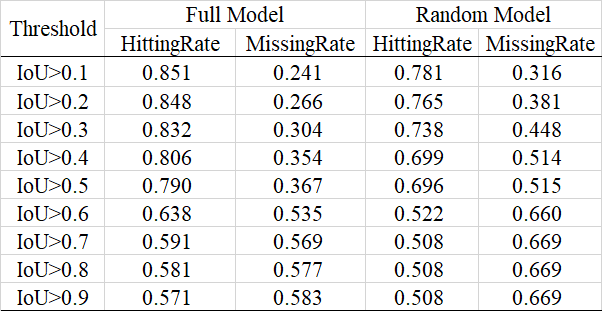 Threshold Full Model Random Model
HittingRate MissingRate HittingRate MissingRate
IoU>0.1 0.851 0.241 0.781 0.316
IoU>0.2 0.848 0.266 0.765 0.381
IoU>0.3 0.832 0.304 0.738 0.448
IoU>0.4 0.806 0.354 0.699 0.514
IoU>0.5 0.790 0.367 0.696 0.515
IoU>0.6 0.638 0.535 0.522 0.660
IoU>0.7 0.591 0.569 0.508 0.669
IoU>0.8 0.581 0.577 0.508 0.669
IoU>0.9 0.571 0.583 0.508 0.669